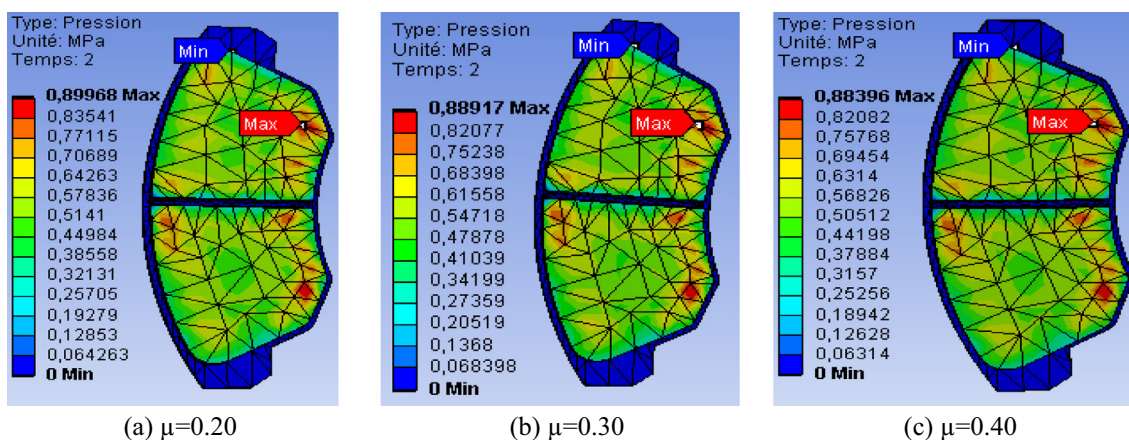 Type: Pression
Unité: MPa
Temps: 2
0,89968 Max
0,83541
0,77115
0,70689
0,64263
0,57836
0,5141
0,44984
0,38558
0,32131
0,25705
0,19279
0,12853
0,064263
0 Min
Min
Max
(a) µ=0.20
Type: Pression
Unité: MPa
Temps: 2
0,88917 Max
0,82077
0,75238
0,68398
0,61558
0,54718
0,47878
0,41039
0,34199
0,27359
0,20519
0,1368
0,068398
0 Min
Min
Max
(b) µ=0.30
Type: Pression
Unité: MPa
Temps: 2
0,88396 Max
0,82082
0,75768
0,69454
0,6314
0,56826
0,50512
0,44198
0,37884
0,3157
0,25256
0,18942
0,12628
0,06314
0 Min
Min
Max
(c) µ=0.40